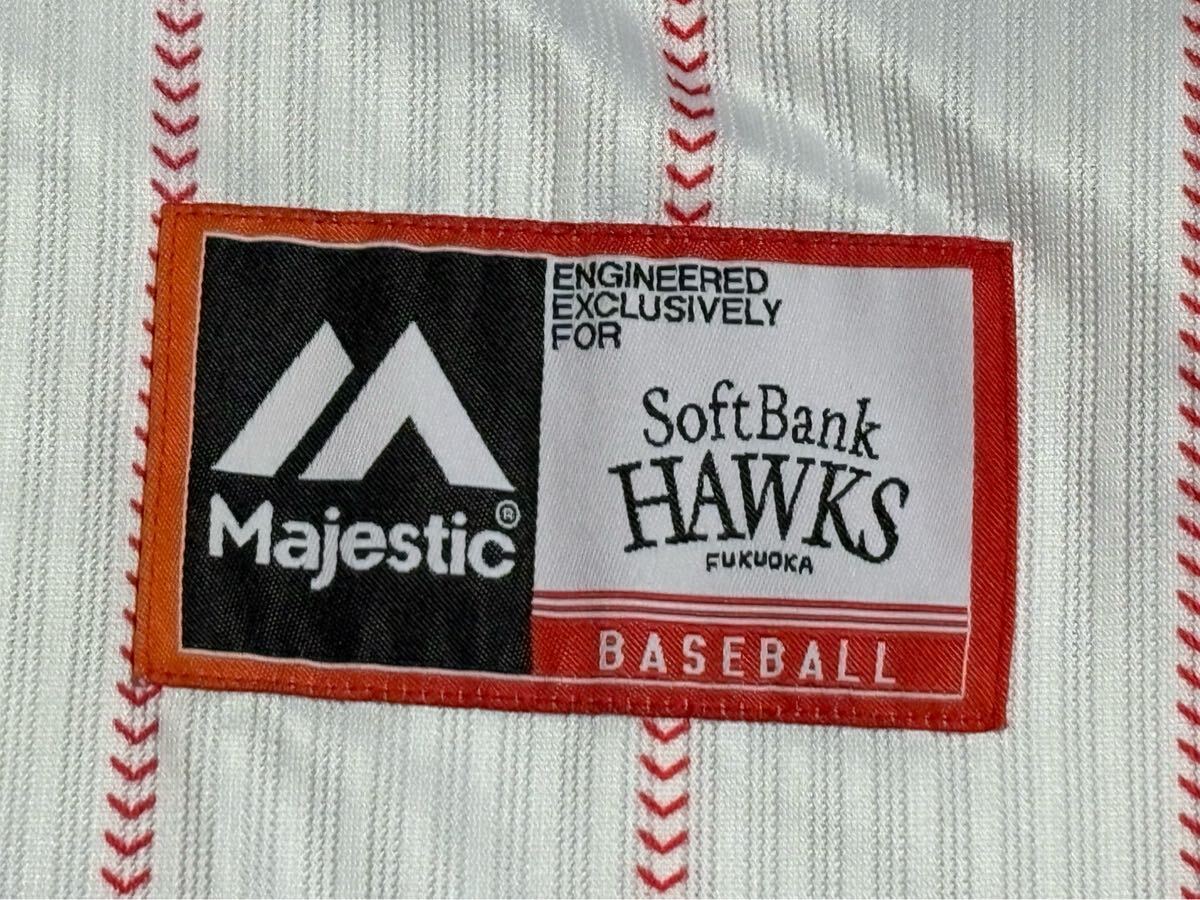 Majestic®
ENGINEERED
EXCLUSIVELY
FOR
SoftBank
HAWKS
FUKUOKA
BASEBALL